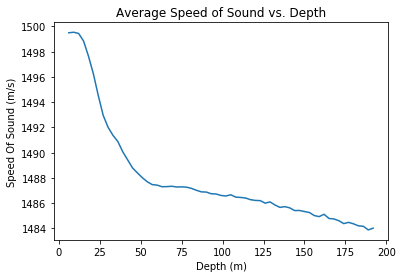 Average Speed of Sound vs. Depth
1500
1498
1496
1494
1492
1490
1488
1486
1484
Speed Of Sound (m/s)
0 25 50 75 100 125 150 175 200
Depth (m)